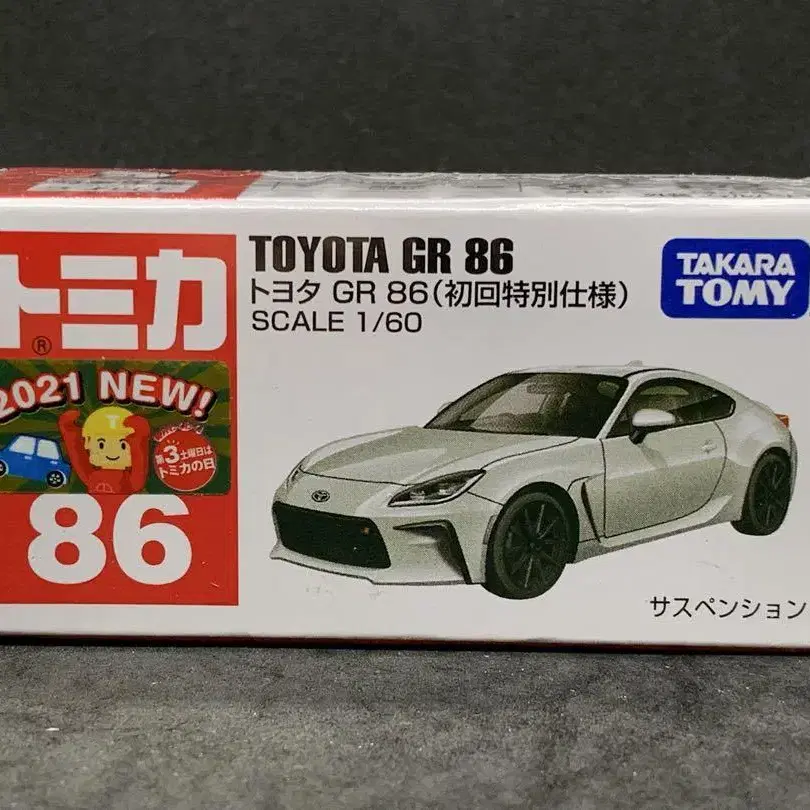 トミカ
®
2021 NEW!
T
第3土曜日は
トミカの日
86
TOYOTA GR 86
トヨタ GR 86(初回特別仕様)
SCALE 1/60
TAKARA
TOMY
サスペンション